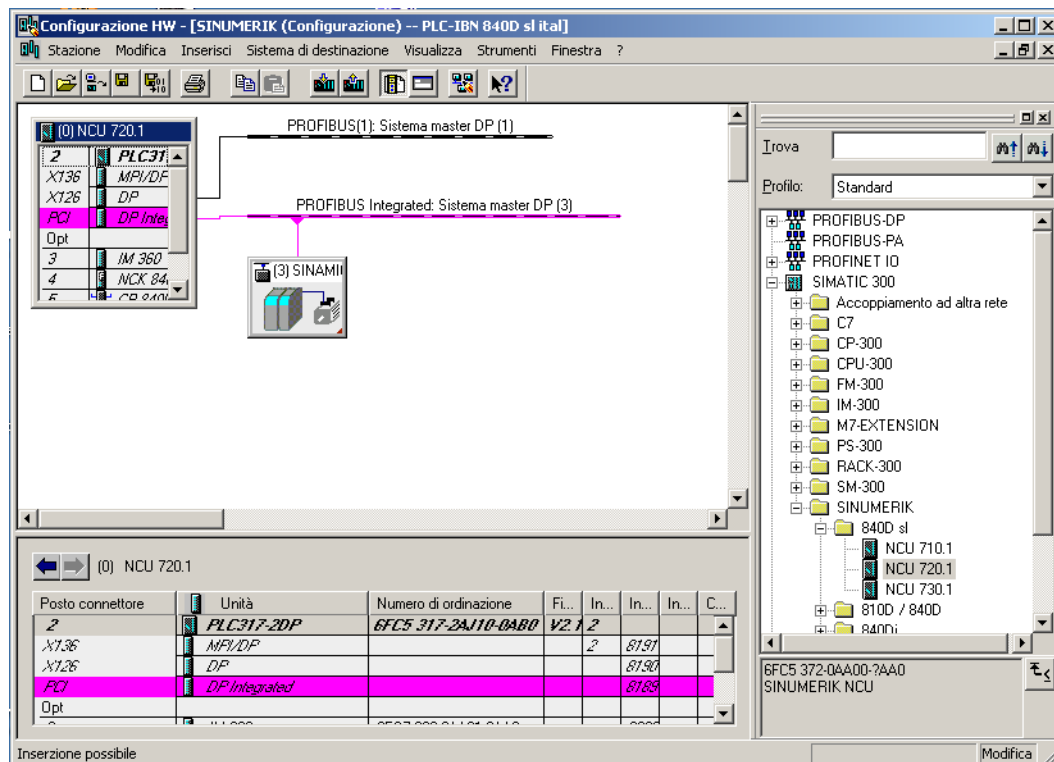 Configurazione HW - [SINUMERIK (Configurazione) -- PLC-IBN 840D sl ital]
Stazione Modifica Inserisci Sistema di destinazione Visualizza Strumenti Finestra ?
(0) NCU 720.1
2 PLC31
X136 MPI/DP
X126 DP
PCI DP Integ
Opt
3 IM 360
4 NCK 84
5 CP 840
PROFIBUS(1): Sistema master DP (1)
PROFIBUS Integrated: Sistema master DP (3)
(3) SINAMI
Trova
Profilo: Standard
PROFIBUS-DP
PROFIBUS-PA
PROFINET IO
SIMATIC 300
Accoppiamento ad altra rete
C7
CP-300
CPU-300
FM-300
IM-300
M7-EXTENSION
PS-300
RACK-300
SM-300
SINUMERIK
840D sl
NCU 710.1
NCU 720.1
NCU 730.1
810D / 840D
840Di
6FC5 372-0AA00-?AA0
SINUMERIK NCU
(0) NCU 720.1
Posto connettore Unità Numero di ordinazione Fi... In... In... In... C...
2 PLC317-2DP 6FC5 317-2AJ10-0AB0 V2.1 2
X136 MPI/DP 2 8191
X126 DP 8190
PCI DP Integrated 8189
Opt
Inserzione possibile Modifica